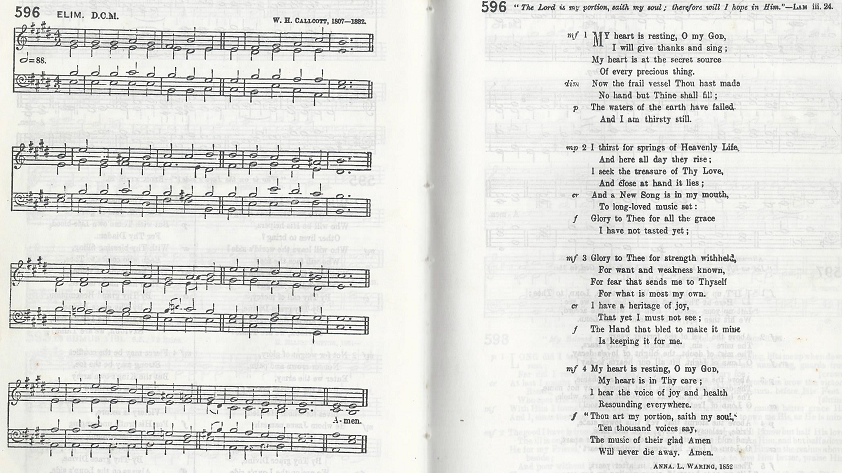 596 ELIM. D.C.M.
W. H. CALLCOTT, 1807—1882.
=88.
A-men.
596 "The Lord is my portion, saith my soul; therefore will I hope in Him."—LAM iii. 24.
mf 1 MY heart is resting, O my God,
I will give thanks and sing;
My heart is at the secret source
Of every precious thing.
dim Now the frail vessel Thou hast made
No hand but Thine shall fill;
p The waters of the earth have failed,
And I am thirsty still.
mp 2 I thirst for springs of Heavenly Life,
And here all day they rise;
I seek the treasure of Thy Love,
And close at hand it lies;
cr And a New Song is in my mouth,
To long-loved music set:
f Glory to Thee for all the grace
I have not tasted yet;
mf 3 Glory to Thee for strength withheld,
For want and weakness known,
For fear that sends me to Thyself
For what is most my own.
cr I have a heritage of joy,
That yet I must not see;
f The Hand that bled to make it mine
Is keeping it for me.
mf 4 My heart is resting, O my God,
My heart is in Thy care;
I hear the voice of joy and health
Resounding everywhere.
f "Thou art my portion, saith my soul,"
Ten thousand voices say,
The music of their glad Amen
Will never die away. Amen.
ANNA. L. WARING, 1852